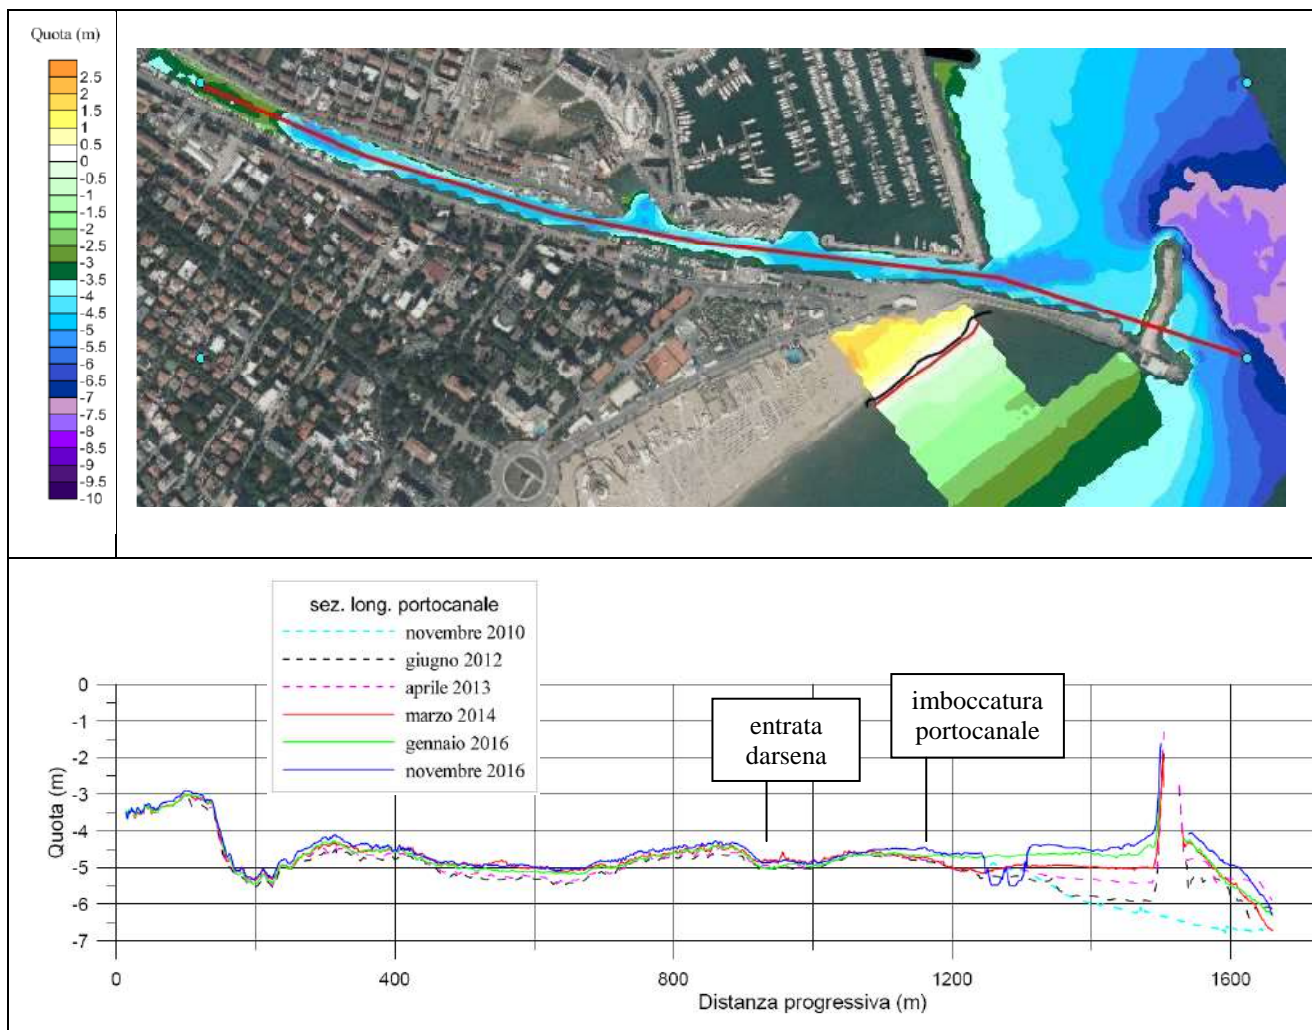 Quota (m)
2.5
2
1
0.5
0
-0.5
-1
-1.5
-2
-2.5
-3
-3.5
-4
-4.5
-5
-5.5
-6
-6.5
-7
-7.5
-8
-8.5
-9
-9.5
-10
sez. long. portocanale
novembre 2010
giugno 2012
aprile 2013
marzo 2014
gennaio 2016
novembre 2016
entrata
darsena
imboccatura
portocanale
Quota (m)
0
-1
-2
-3
-4
-5
-6
-7
0
400
800
1200
1600
Distanza progressiva (m)